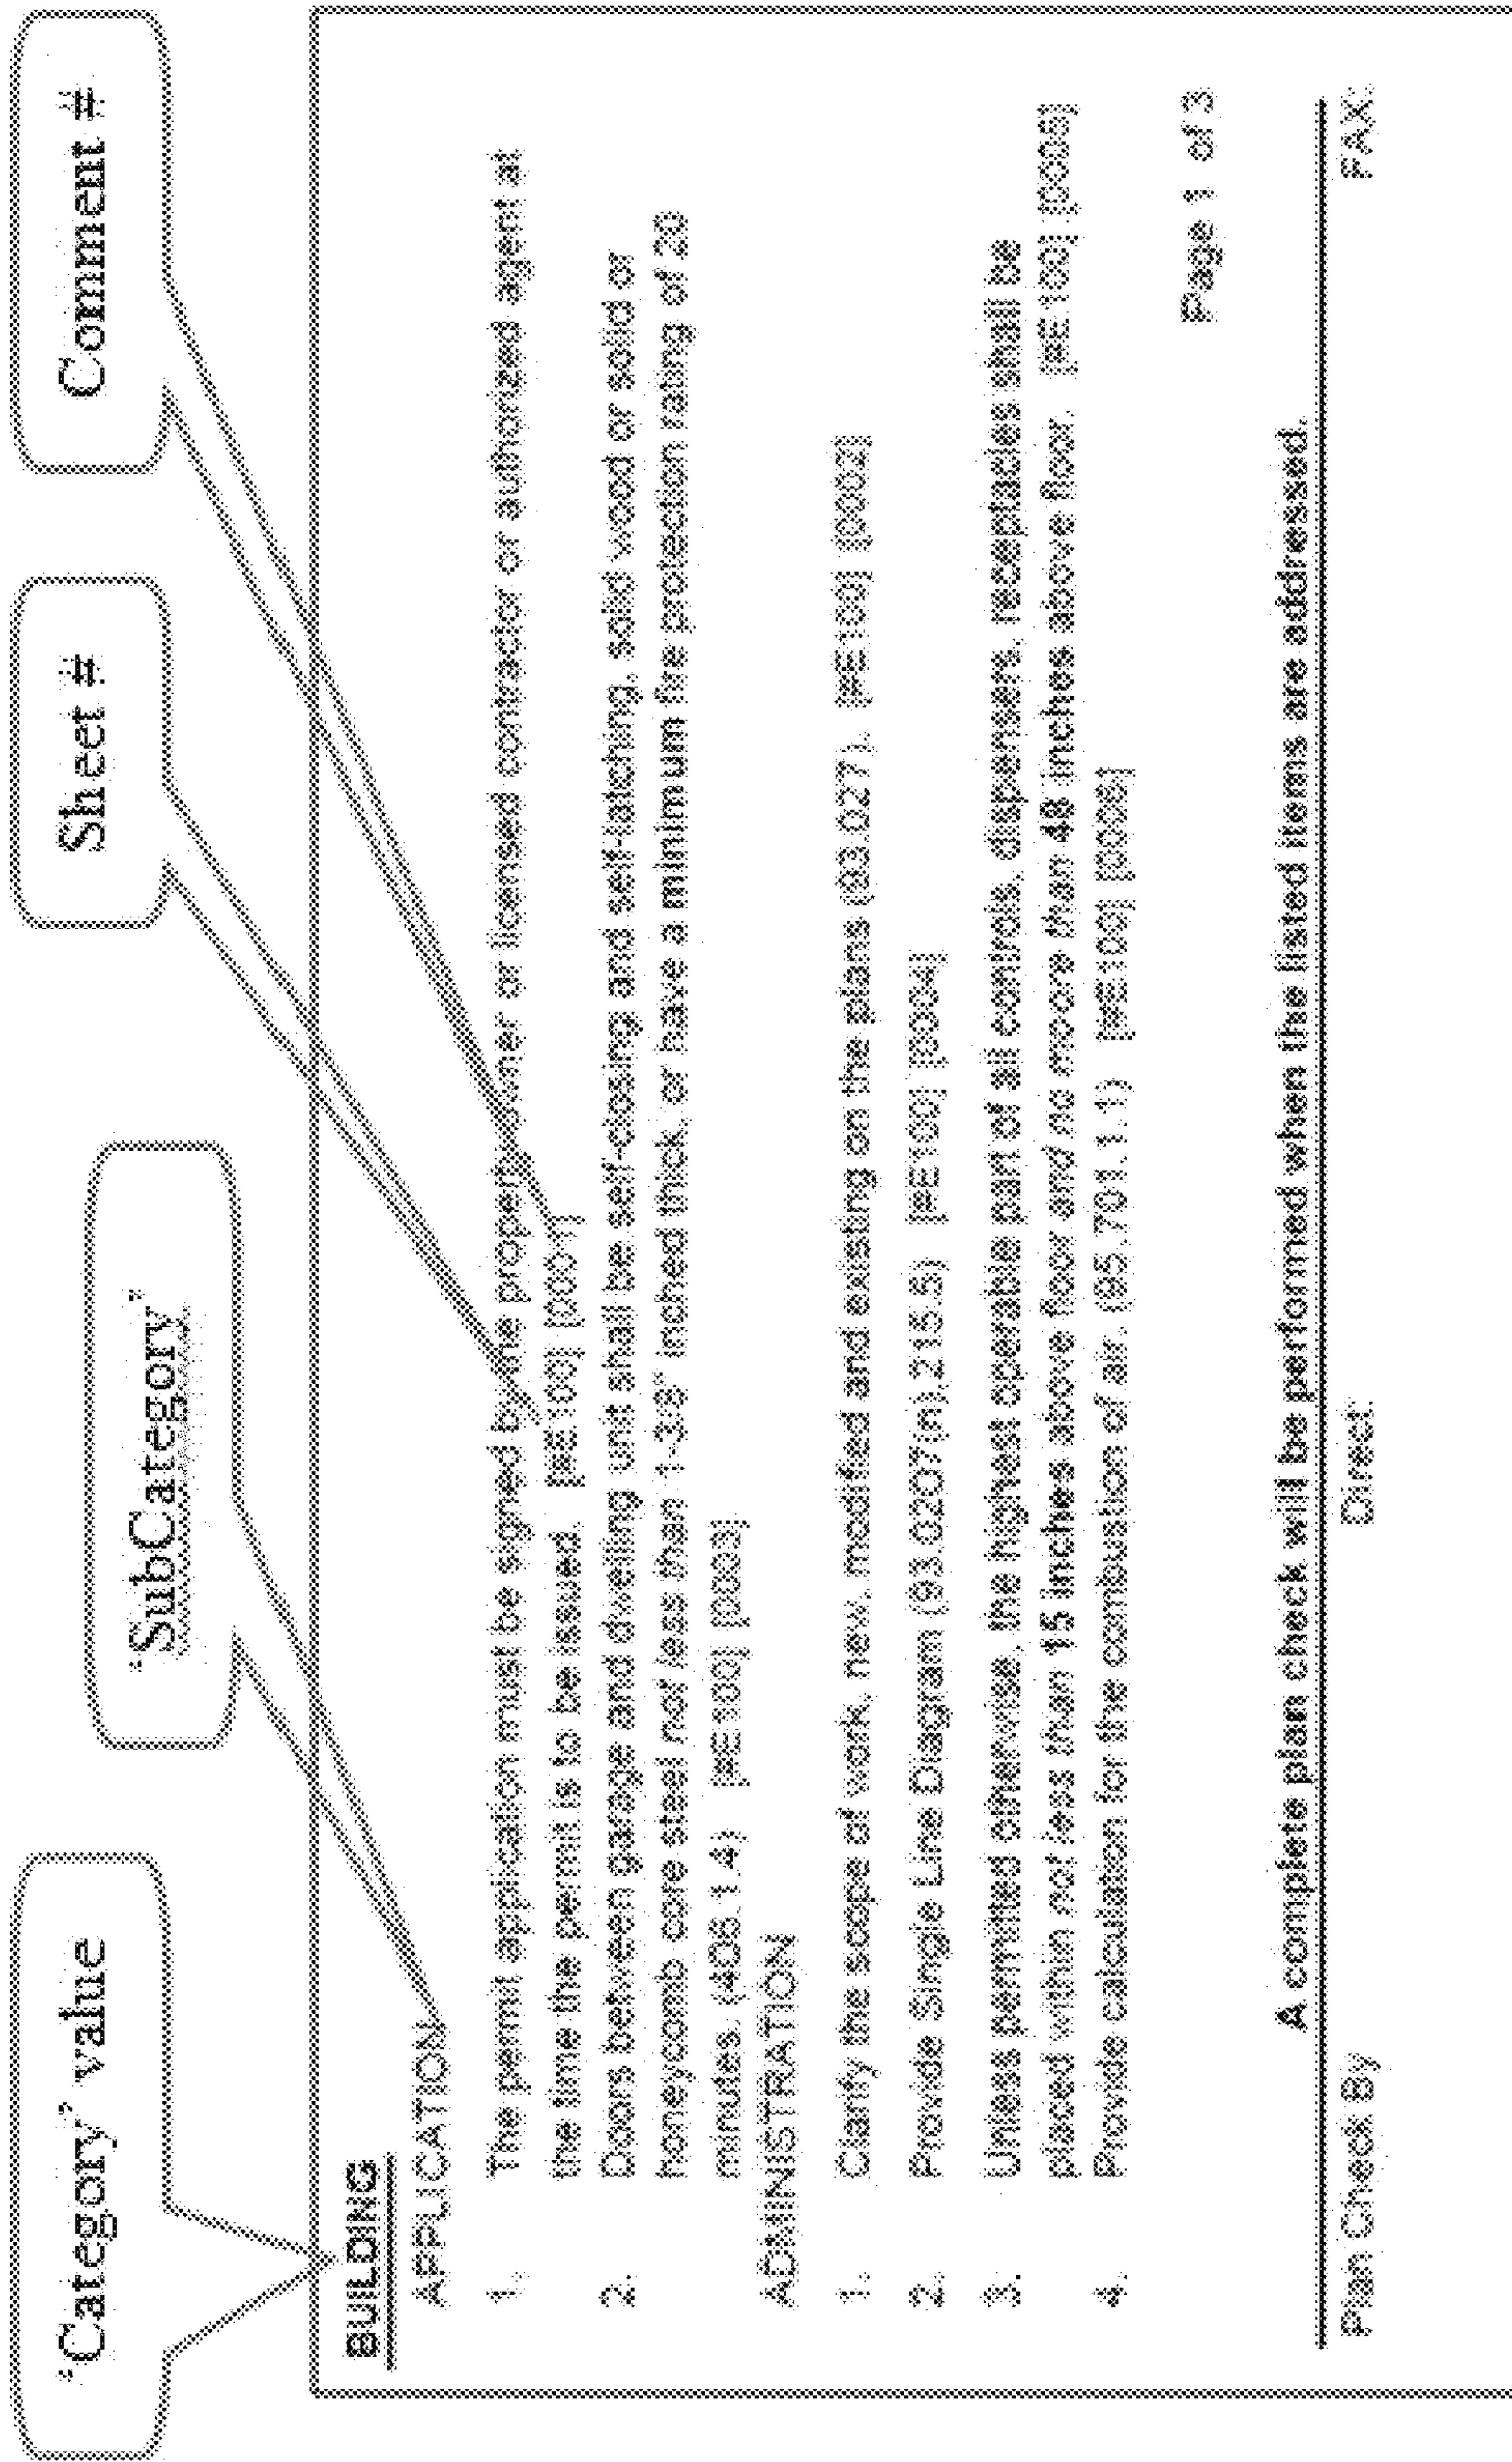 "Category" value
"SubCategory"
Sheet #
Comment #
BUILDING
APPLICATION
1. The permit application must be signed by the property owner or licensed contractor or authorized agent at
the time the permit is to be issued. [#E100] [0001]
2. Doors between garage and dwelling unit shall be self-closing and self-latching, solid wood or solid or
honeycomb core steel not less than 1-3/8" inched thick, or have a minimum fire protection rating of 20
minutes. (406.1.4) [#E100] [0003]
ADMINISTRATION
1. Clarify the scope of work, new, modified and existing on the plans (93.027). [#E100] [0002]
2. Provide Single Line Diagram (93.0207(n),215.5) [#E100] [0004]
3. Unless permitted otherwise, the highest operable part of all controls, dispensers, receptacles shall be
placed within not less than 15 inches above floor and no more than 48 inches above floor. [#E100] [0005]
4. Provide calculation for the combustion of air. (95.701.1.1) [#E100] [0006]
Page 1 of 3
A complete plan check will be performed when the listed items are addressed.
Plan Check By Direct: FAX: